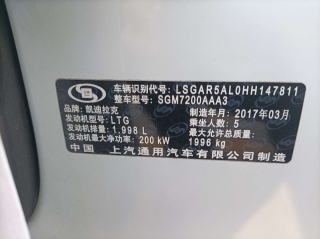 车辆识别代号: LSGAR5AL0HH147811
整车型号: SGM7200AAA3
品牌: 凯迪拉克 制造年月: 2017年03月
发动机型号: LTG 乘坐人数: 5
发动机排量: 1.998 L 最大允许总质量:
发动机最大净功率: 200 kW 1996 kg
中国 上汽通用汽车有限公司制造